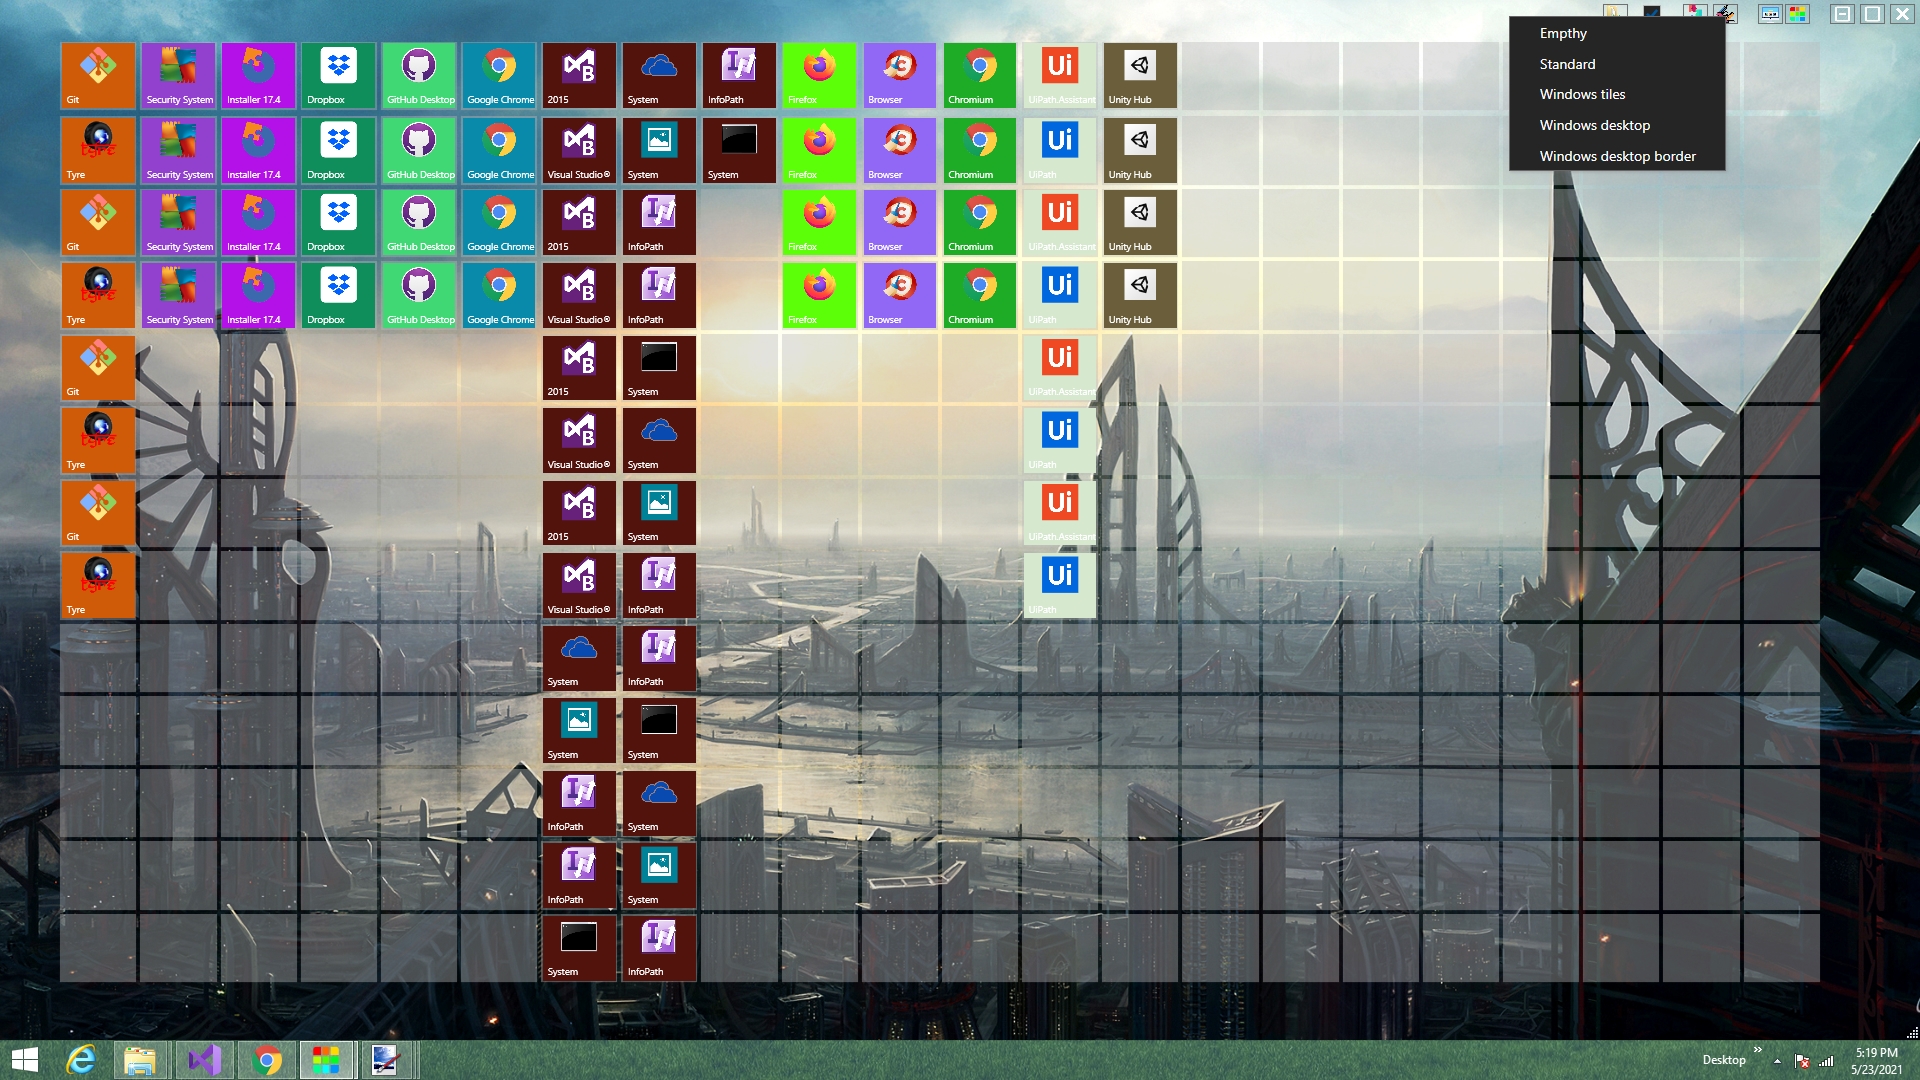 Empthy
Standard
Windows tiles
Windows desktop
Windows desktop border
Git Security System Installer 17.4 Dropbox GitHub Desktop Google Chrome 2015 System InfoPath Firefox Browser Chromium UiPath.Assistant Unity Hub
Tyre Security System Installer 17.4 Dropbox GitHub Desktop Google Chrome Visual Studio® System System Firefox Browser Chromium UiPath Unity Hub
Git Security System Installer 17.4 Dropbox GitHub Desktop Google Chrome 2015 InfoPath Firefox Browser Chromium UiPath.Assistant Unity Hub
Tyre Security System Installer 17.4 Dropbox GitHub Desktop Google Chrome Visual Studio® InfoPath Firefox Browser Chromium UiPath Unity Hub
Git 2015 System UiPath.Assistant
Tyre Visual Studio® System UiPath
Git 2015 System UiPath.Assistant
Tyre Visual Studio® InfoPath UiPath
System InfoPath
System System
InfoPath System
InfoPath System
System InfoPath
Desktop 5:19 PM
5/23/2021